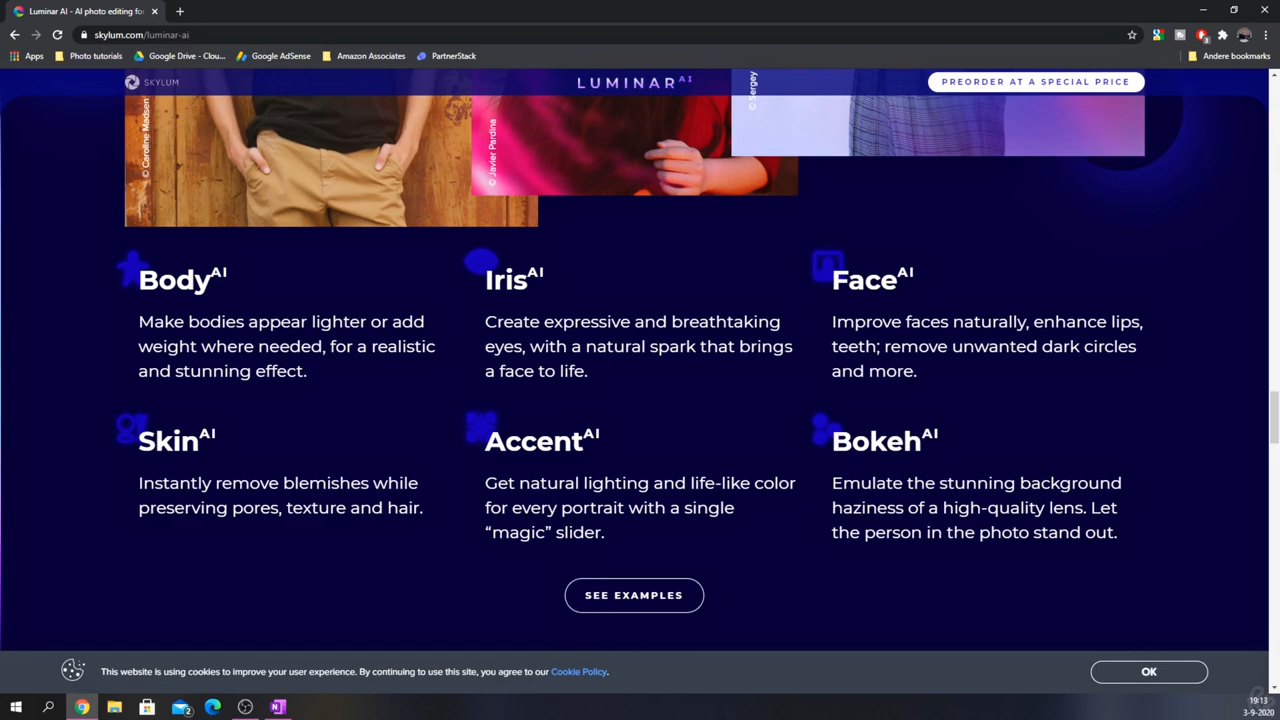 Luminar AI - AI photo editing for
skylum.com/luminar-ai
Apps
Photo tutorials
Google Drive - Clou...
Google AdSense
Amazon Associates
PartnerStack
Andere bookmarks
SKYLUM
LUMINAR AI
PREORDER AT A SPECIAL PRICE
© Caroline Madsen
© Javier Pardina
© Sergey
Body AI
Make bodies appear lighter or add
weight where needed, for a realistic
and stunning effect.
Iris AI
Create expressive and breathtaking
eyes, with a natural spark that brings
a face to life.
Face AI
Improve faces naturally, enhance lips,
teeth; remove unwanted dark circles
and more.
Skin AI
Instantly remove blemishes while
preserving pores, texture and hair.
Accent AI
Get natural lighting and life-like color
for every portrait with a single
“magic” slider.
Bokeh AI
Emulate the stunning background
haziness of a high-quality lens. Let
the person in the photo stand out.
SEE EXAMPLES
This website is using cookies to improve your user experience. By continuing to use this site, you agree to our Cookie Policy.
OK
2
19:13
3-9-2020